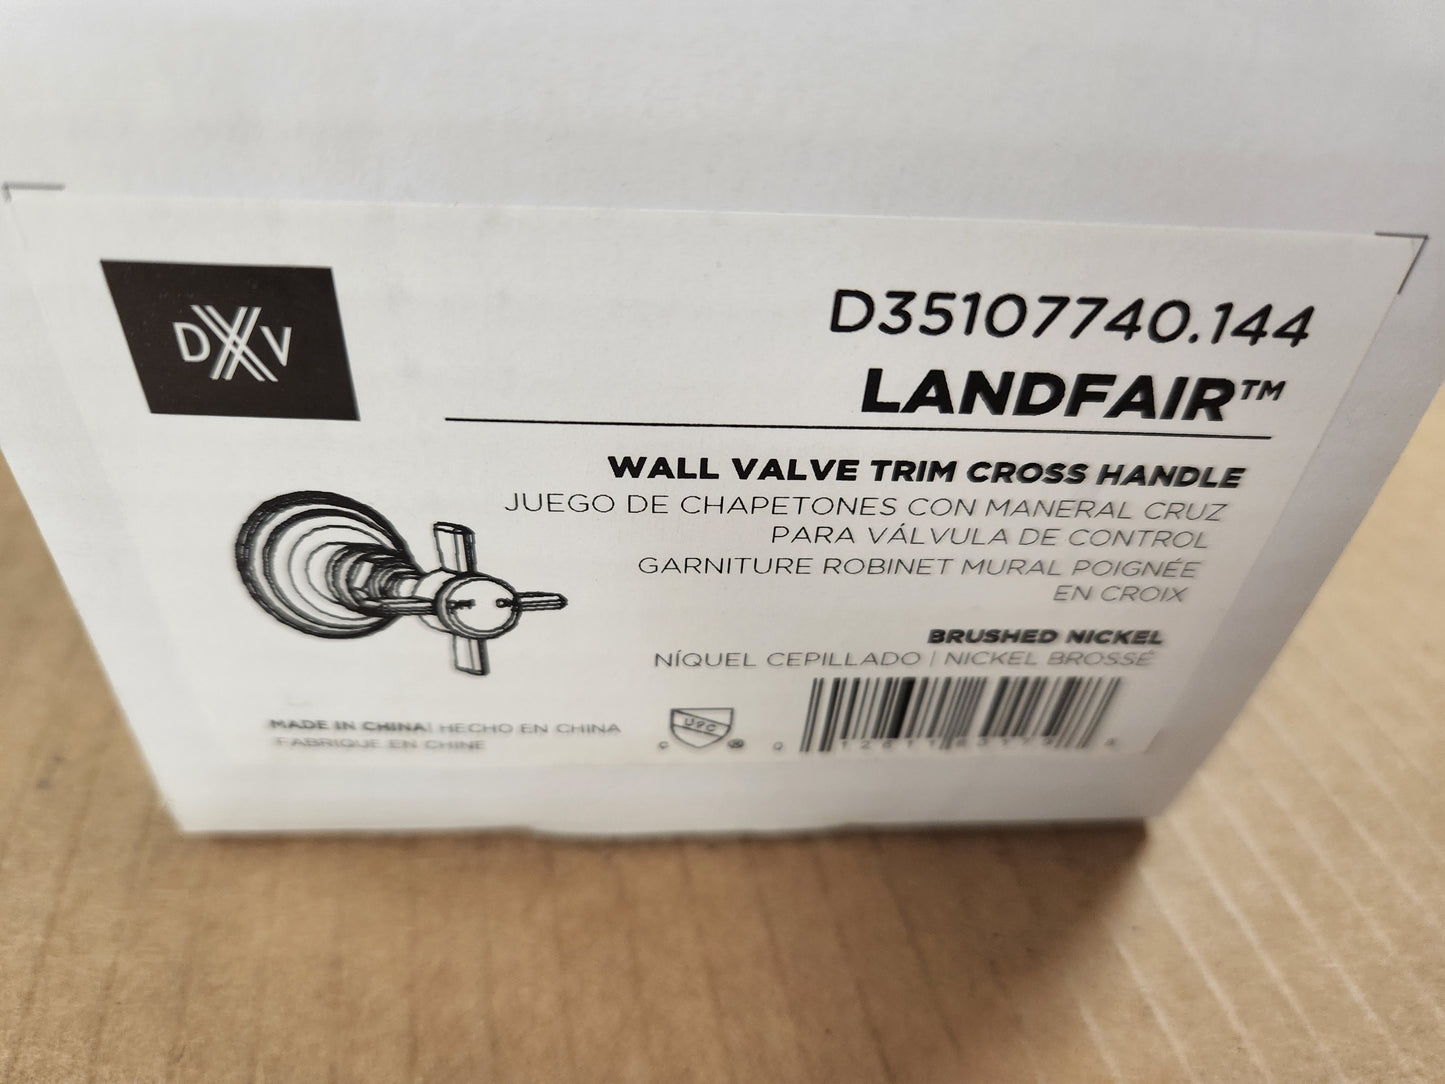 DXV
D35107740.144
LANDFAIR™
WALL VALVE TRIM CROSS HANDLE
JUEGO DE CHAPETONES CON MANERAL CRUZ
PARA VÁLVULA DE CONTROL
GARNITURE ROBINET MURAL POIGNÉE
EN CROIX
BRUSHED NICKEL
NÍQUEL CEPILLADO | NICKEL BROSSÉ
MADE IN CHINA| HECHO EN CHINA
FABRIQUE EN CHINE
c UPC ®